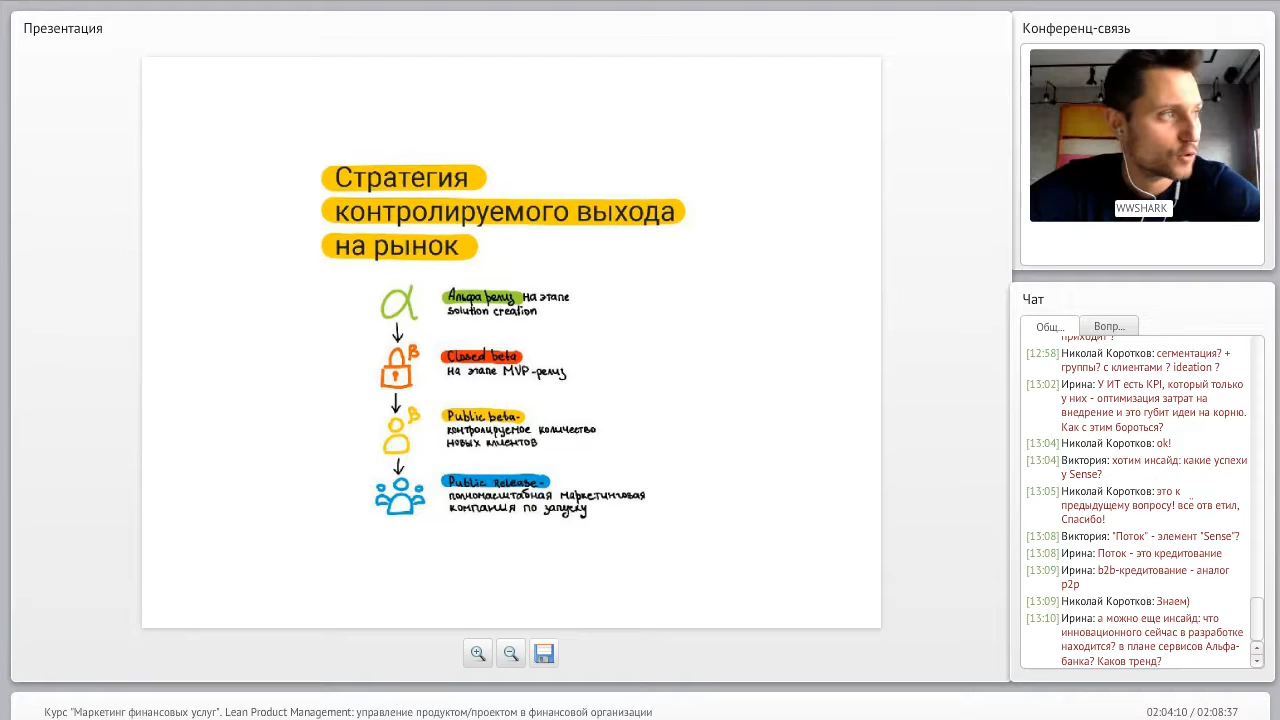 Презентация
Стратегия
контролируемого выхода
на рынок
α
Альфа релиз на этапе
solution creation
β
Closed beta
на этапе MVP-релиз
β
Public beta-
контролируемое количество
новых клиентов
Public Release-
полномасштабная маркетинговая
компания по запуску
Конференц-связь
WWSHARK
Чат
Общ...
Вопр...
приходят ?
[12:58] Николай Коротков: сегментация? +
группы? с клиентами ? ideation ?
[13:02] Ирина: У ИТ есть KPI, который только
у них - оптимизация затрат на
внедрение и это губит идеи на корню.
Как с этим бороться?
[13:04] Николай Коротков: ok!
[13:04] Виктория: хотим инсайд: какие успехи
у Sense?
[13:05] Николай Коротков: это к
предыдущему вопросу! всё отв етил,
Спасибо!
[13:08] Виктория: "Поток" - элемент "Sense"?
[13:08] Ирина: Поток - это кредитование
[13:09] Ирина: b2b-кредитование - аналог
p2p
[13:09] Николай Коротков: Знаем)
[13:10] Ирина: а можно еще инсайд: что
инновационного сейчас в разработке
находится? в плане сервисов Альфа-
банка? Каков тренд?
Курс "Маркетинг финансовых услуг". Lean Product Management: управление продуктом/проектом в финансовой организации
02:04:10 / 02:08:37